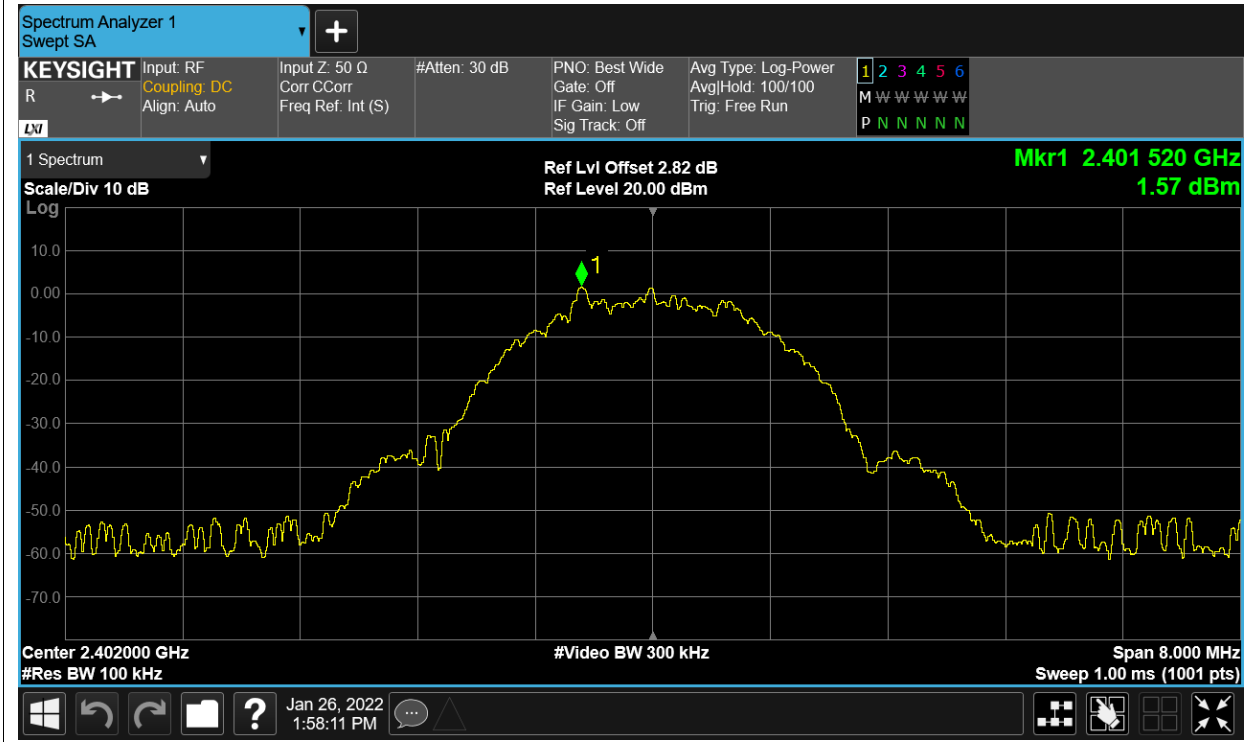 Spectrum Analyzer 1
Swept SA
KEYSIGHT
R
LXI
Input: RF
Coupling: DC
Align: Auto
Input Z: 50 Ω
Corr CCorr
Freq Ref: Int (S)
#Atten: 30 dB
PNO: Best Wide
Gate: Off
IF Gain: Low
Sig Track: Off
Avg Type: Log-Power
Avg|Hold: 100/100
Trig: Free Run
1 2 3 4 5 6
M W W W W W
P N N N N N
1 Spectrum
Scale/Div 10 dB
Log
Ref Lvl Offset 2.82 dB
Ref Level 20.00 dBm
Mkr1 2.401 520 GHz
1.57 dBm
1
10.0
0.00
-10.0
-20.0
-30.0
-40.0
-50.0
-60.0
-70.0
Center 2.402000 GHz
#Res BW 100 kHz
#Video BW 300 kHz
Span 8.000 MHz
Sweep 1.00 ms (1001 pts)
?
Jan 26, 2022
1:58:11 PM